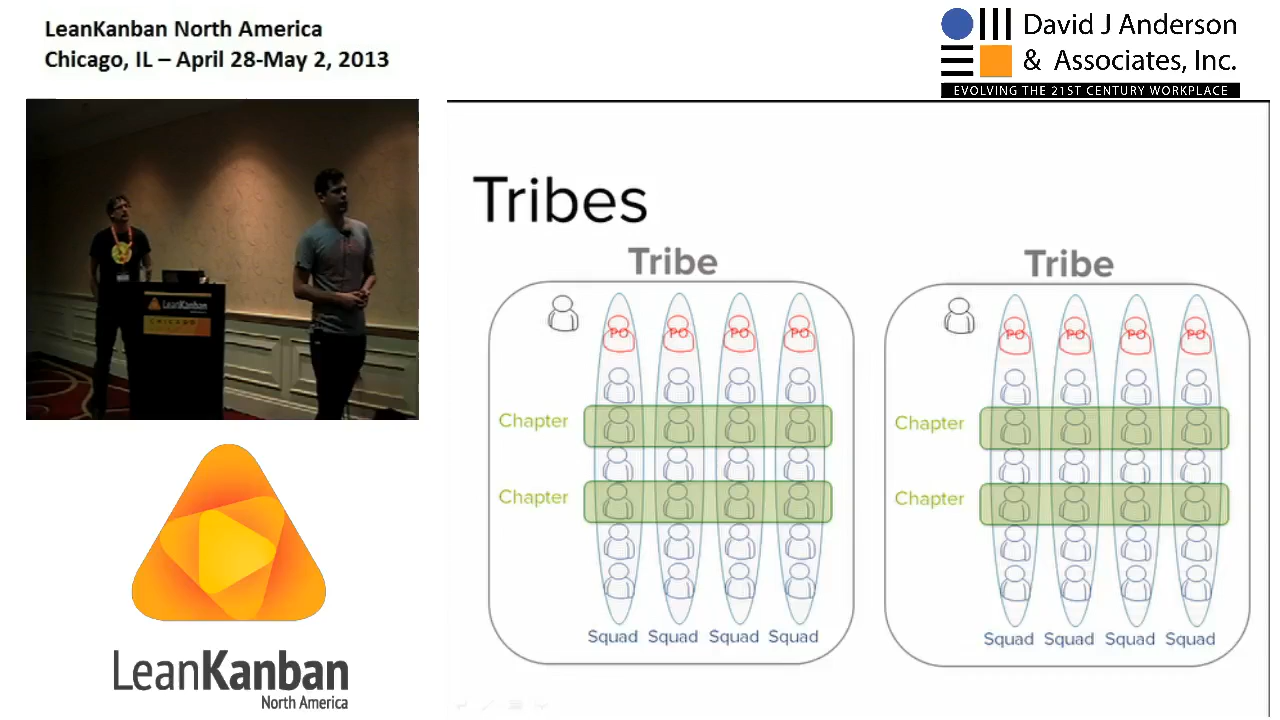 LeanKanban North America
Chicago, IL – April 28-May 2, 2013
David J Anderson
& Associates, Inc.
EVOLVING THE 21ST CENTURY WORKPLACE
LeanKanban
CHICAGO
LeanKanban
North America
Tribes
Tribe
PO PO PO PO
Chapter
Chapter
Squad Squad Squad Squad
Tribe
PO PO PO PO
Chapter
Chapter
Squad Squad Squad Squad